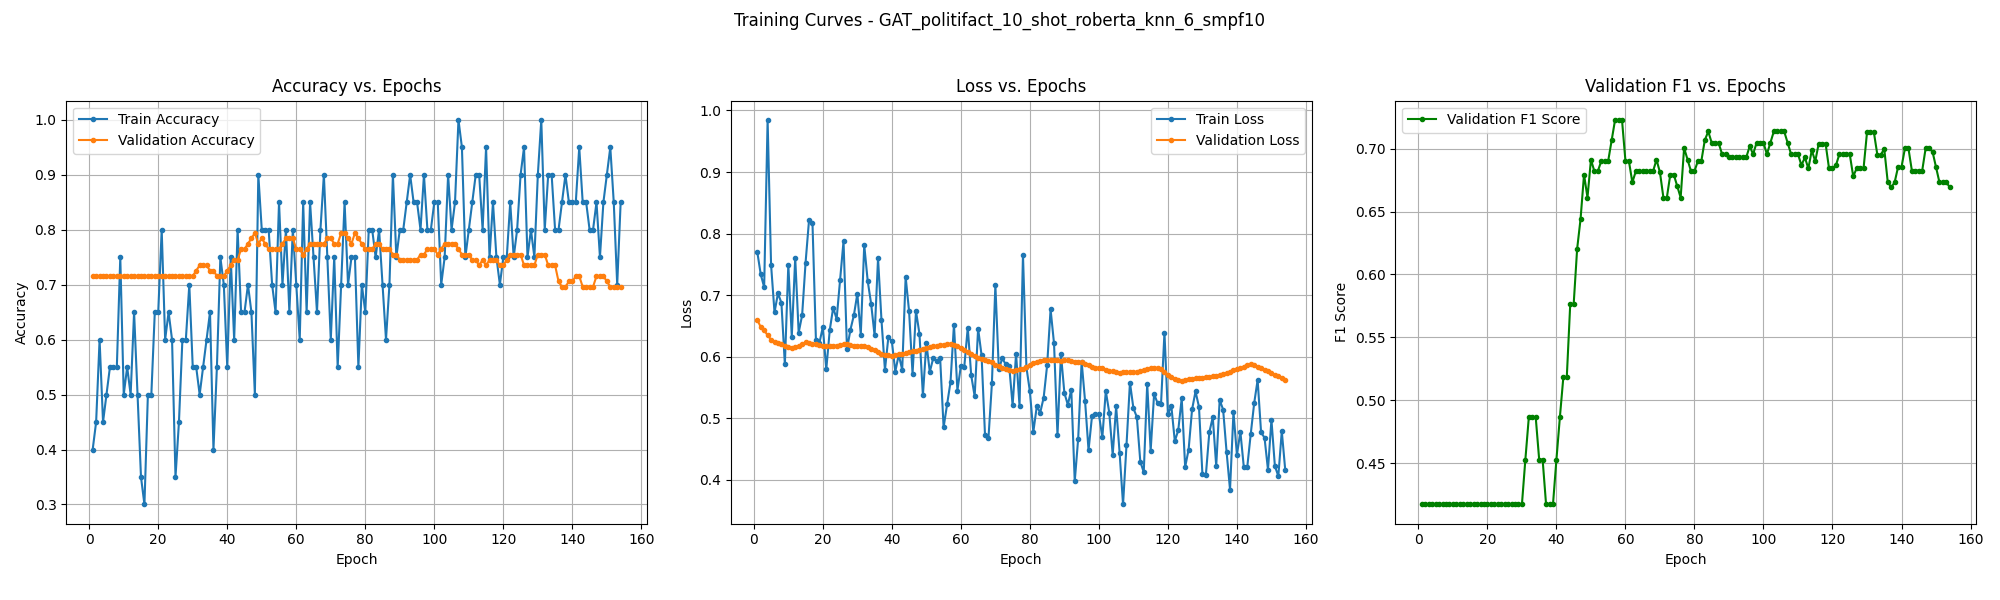 Training Curves - GAT_politifact_10_shot_roberta_knn_6_smpf10
Accuracy vs. Epochs
Train Accuracy
Validation Accuracy
Accuracy
1.0
0.9
0.8
0.7
0.6
0.5
0.4
0.3
0 20 40 60 80 100 120 140 160
Epoch
Loss vs. Epochs
Train Loss
Validation Loss
Loss
1.0
0.9
0.8
0.7
0.6
0.5
0.4
0 20 40 60 80 100 120 140 160
Epoch
Validation F1 vs. Epochs
Validation F1 Score
F1 Score
0.70
0.65
0.60
0.55
0.50
0.45
0 20 40 60 80 100 120 140 160
Epoch